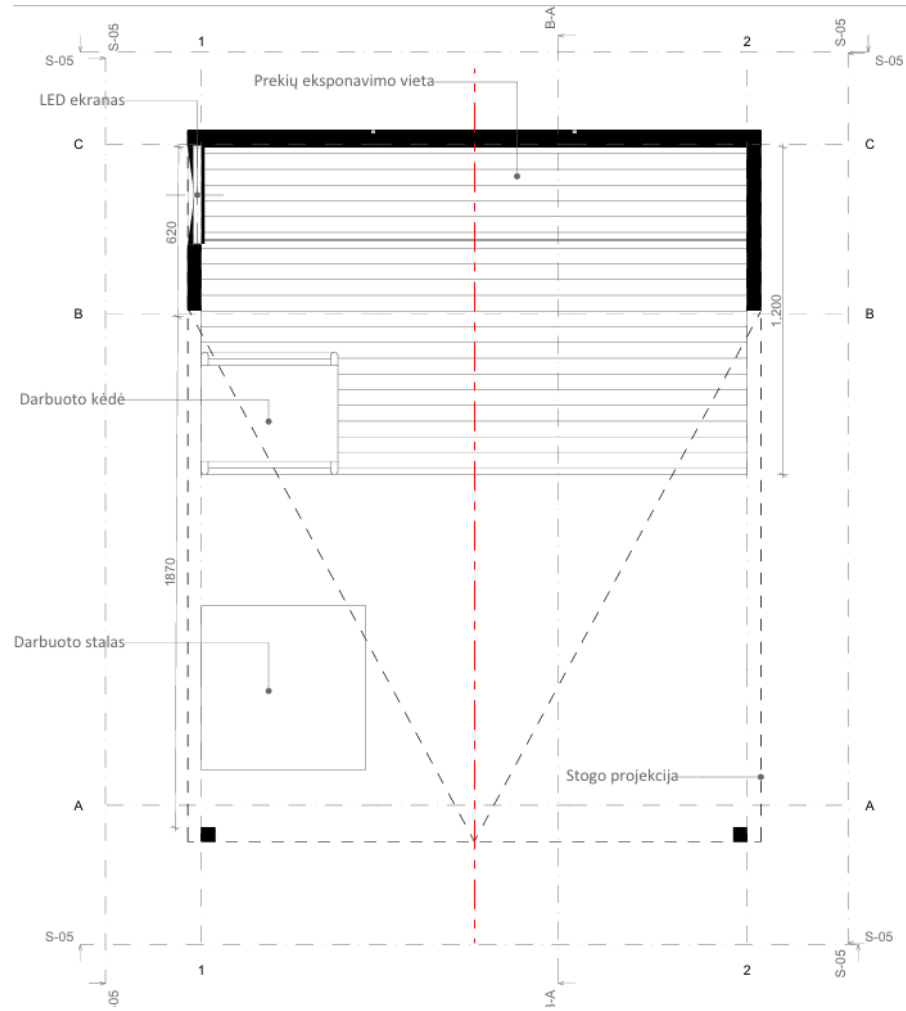 B-A
S-05
S-05
1
2
S-05
S-05
Prekių eksponavimo vieta
LED ekranas
C
C
620
B
B
1.200
Darbuoto kėdė
1870
Darbuoto stalas
Stogo projekcija
A
A
S-05
S-05
1
2
S-05
-05
3-A